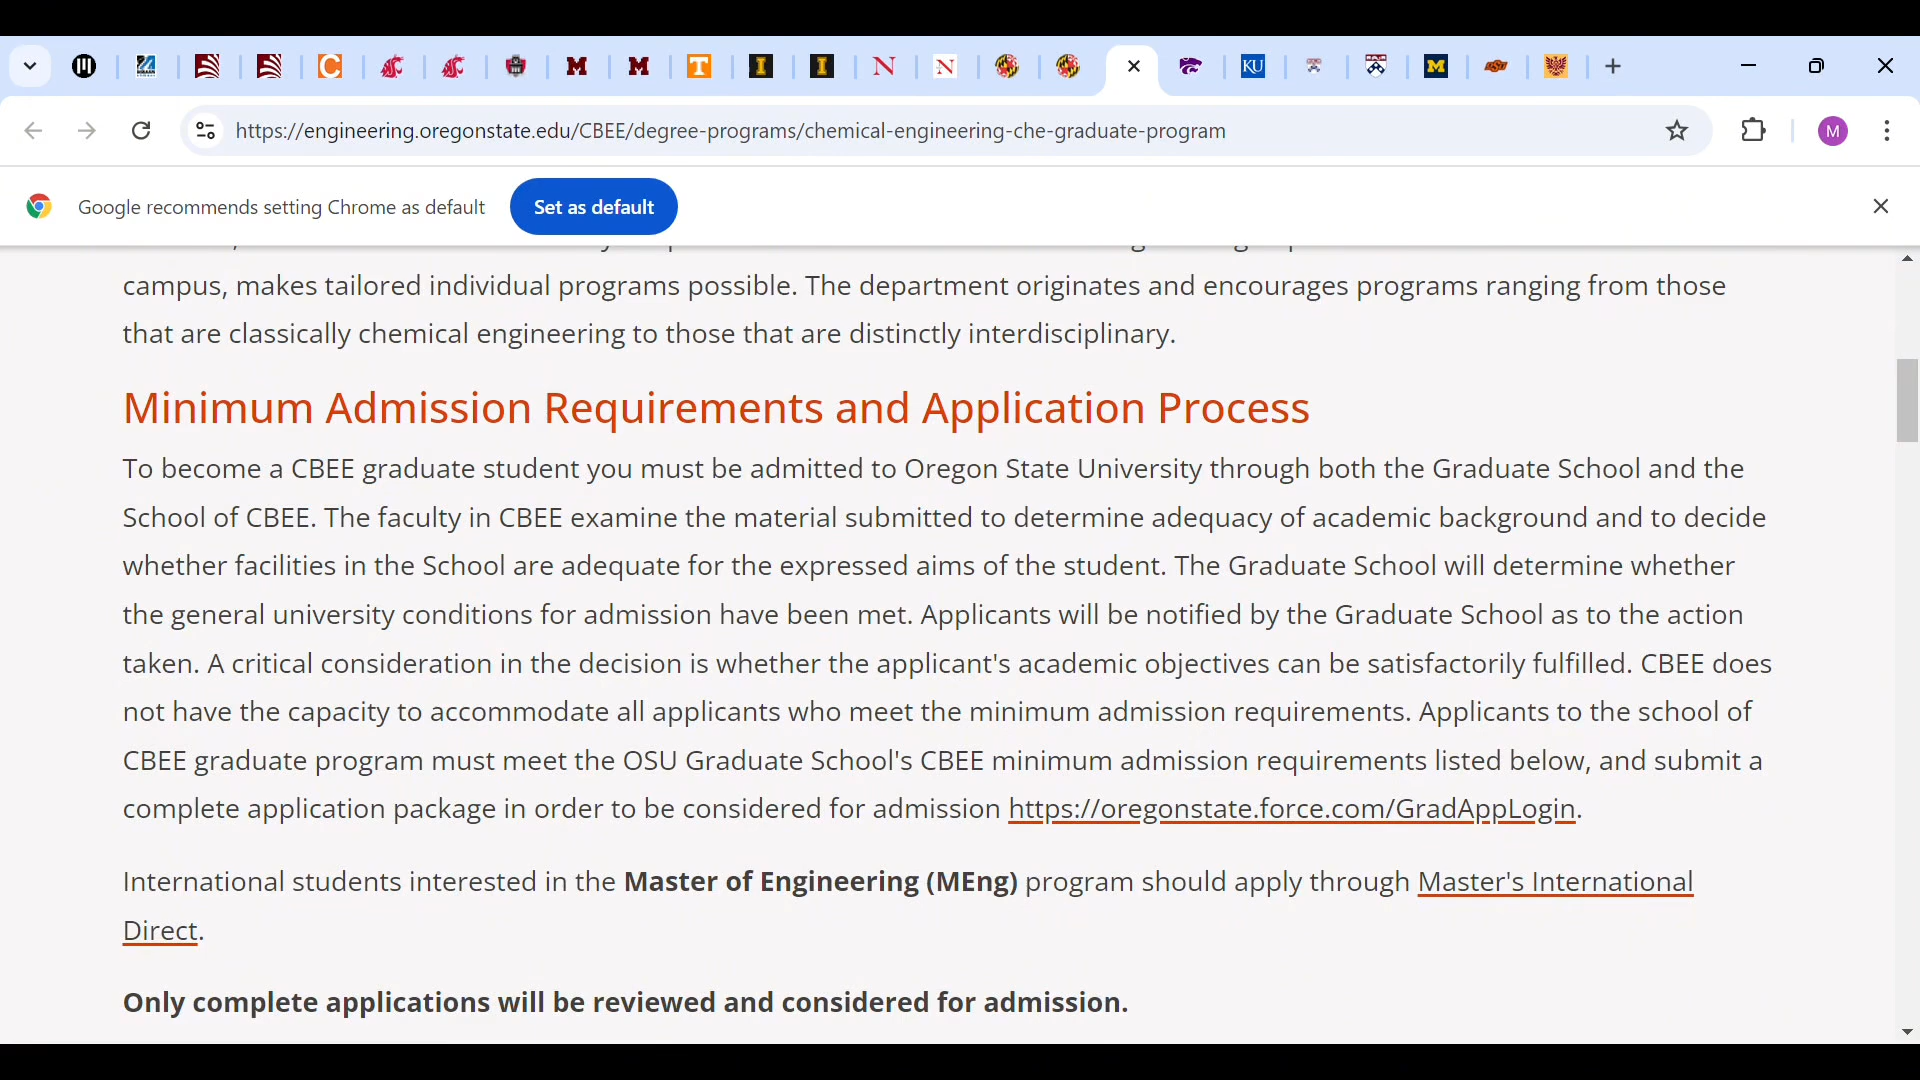 M
M
C
M
M
T
I
I
N
N
KU
M
OSU
https://engineering.oregonstate.edu/CBEE/degree-programs/chemical-engineering-che-graduate-program
M
Google recommends setting Chrome as default
Set as default
campus, makes tailored individual programs possible. The department originates and encourages programs ranging from those
that are classically chemical engineering to those that are distinctly interdisciplinary.
Minimum Admission Requirements and Application Process
To become a CBEE graduate student you must be admitted to Oregon State University through both the Graduate School and the
School of CBEE. The faculty in CBEE examine the material submitted to determine adequacy of academic background and to decide
whether facilities in the School are adequate for the expressed aims of the student. The Graduate School will determine whether
the general university conditions for admission have been met. Applicants will be notified by the Graduate School as to the action
taken. A critical consideration in the decision is whether the applicant's academic objectives can be satisfactorily fulfilled. CBEE does
not have the capacity to accommodate all applicants who meet the minimum admission requirements. Applicants to the school of
CBEE graduate program must meet the OSU Graduate School's CBEE minimum admission requirements listed below, and submit a
complete application package in order to be considered for admission https://oregonstate.force.com/GradAppLogin.
International students interested in the Master of Engineering (MEng) program should apply through Master's International
Direct.
Only complete applications will be reviewed and considered for admission.